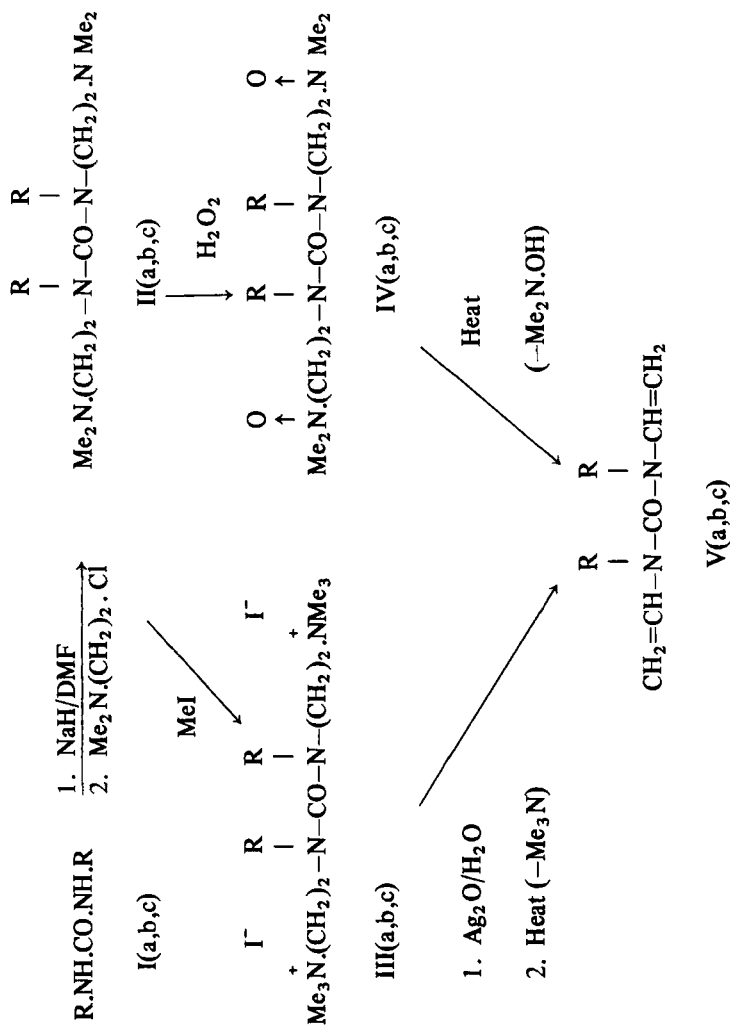 R.NH.CO.NH.R
I(a,b,c)
1. NaH/DMF
2. Me₂N.(CH₂)₂.Cl
R R
Me₂N.(CH₂)₂–N–CO–N–(CH₂)₂.N Me₂
II(a,b,c)
MeI
H₂O₂
I⁻ R R I⁻
Me₃N⁺.(CH₂)₂–N–CO–N–(CH₂)₂.N⁺Me₃
III(a,b,c)
O R R O
↑ ↑
Me₂N.(CH₂)₂–N–CO–N–(CH₂)₂.N Me₂
IV(a,b,c)
1. Ag₂O/H₂O
2. Heat (–Me₃N)
Heat
(–Me₂N.OH)
R R
CH₂=CH–N–CO–N–CH=CH₂
V(a,b,c)